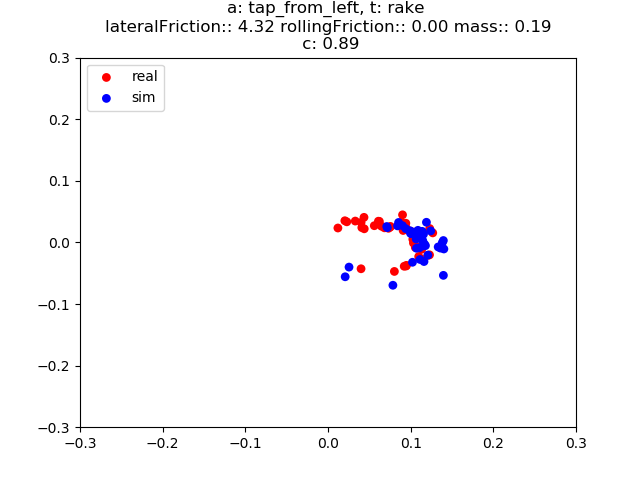 a: tap_from_left, t: rake
lateralFriction:: 4.32 rollingFriction:: 0.00 mass:: 0.19
c: 0.89
real
sim
0.3
0.2
0.1
0.0
−0.1
−0.2
−0.3
−0.3 −0.2 −0.1 0.0 0.1 0.2 0.3